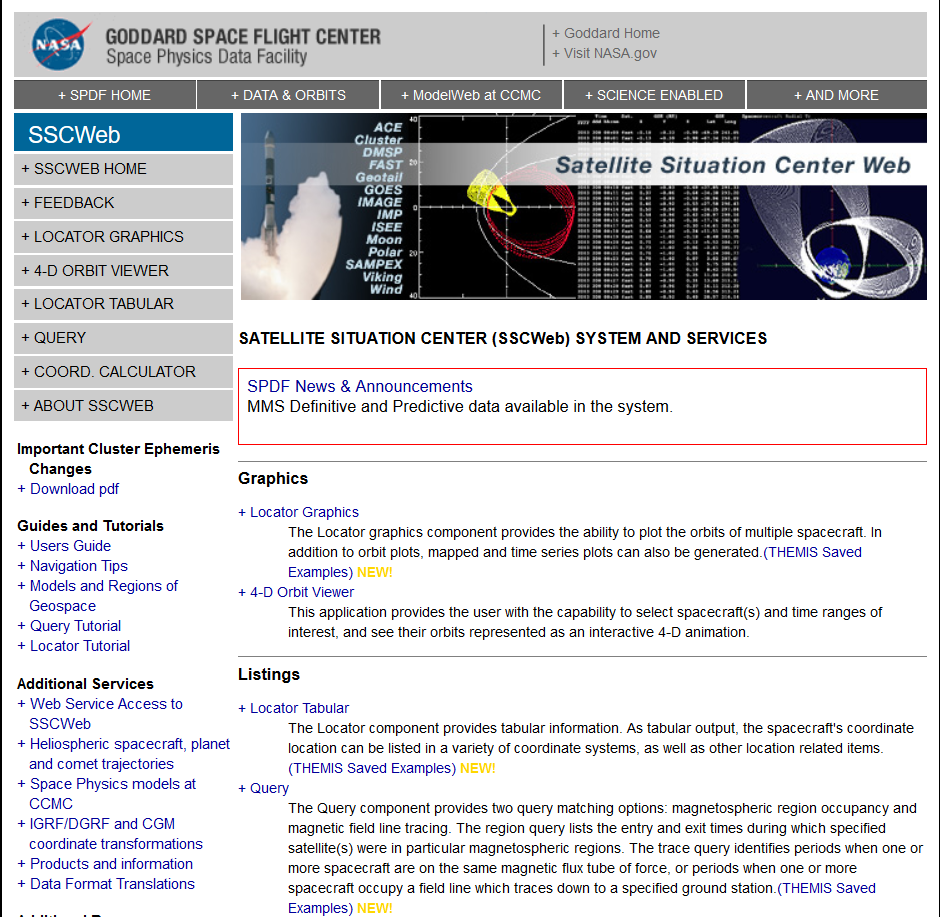 NASA
GODDARD SPACE FLIGHT CENTER
Space Physics Data Facility
+ Goddard Home
+ Visit NASA.gov
+ SPDF HOME
+ DATA & ORBITS
+ ModelWeb at CCMC
+ SCIENCE ENABLED
+ AND MORE
SSCWeb
+ SSCWEB HOME
+ FEEDBACK
+ LOCATOR GRAPHICS
+ 4-D ORBIT VIEWER
+ LOCATOR TABULAR
+ QUERY
+ COORD. CALCULATOR
+ ABOUT SSCWEB
Important Cluster Ephemeris
Changes
+ Download pdf
Guides and Tutorials
+ Users Guide
+ Navigation Tips
+ Models and Regions of
Geospace
+ Query Tutorial
+ Locator Tutorial
Additional Services
+ Web Service Access to
SSCWeb
+ Heliospheric spacecraft, planet
and comet trajectories
+ Space Physics models at
CCMC
+ IGRF/DGRF and CGM
coordinate transformations
+ Products and information
+ Data Format Translations
ACE
Cluster
DMSP
FAST
Geotail
GOES
IMAGE
IMP
ISEE
Moon
Polar
SAMPEX
Viking
Wind
40
20
0
20
40
Satellite Situation Center Web
SATELLITE SITUATION CENTER (SSCWeb) SYSTEM AND SERVICES
SPDF News & Announcements
MMS Definitive and Predictive data available in the system.
Graphics
+ Locator Graphics
The Locator graphics component provides the ability to plot the orbits of multiple spacecraft. In
addition to orbit plots, mapped and time series plots can also be generated.(THEMIS Saved
Examples) NEW!
+ 4-D Orbit Viewer
This application provides the user with the capability to select spacecraft(s) and time ranges of
interest, and see their orbits represented as an interactive 4-D animation.
Listings
+ Locator Tabular
The Locator component provides tabular information. As tabular output, the spacecraft's coordinate
location can be listed in a variety of coordinate systems, as well as other location related items.
(THEMIS Saved Examples) NEW!
+ Query
The Query component provides two query matching options: magnetospheric region occupancy and
magnetic field line tracing. The region query lists the entry and exit times during which specified
satellite(s) were in particular magnetospheric regions. The trace query identifies periods when one or
more spacecraft are on the same magnetic flux tube of force, or periods when one or more
spacecraft occupy a field line which traces down to a specified ground station.(THEMIS Saved
Examples) NEW!